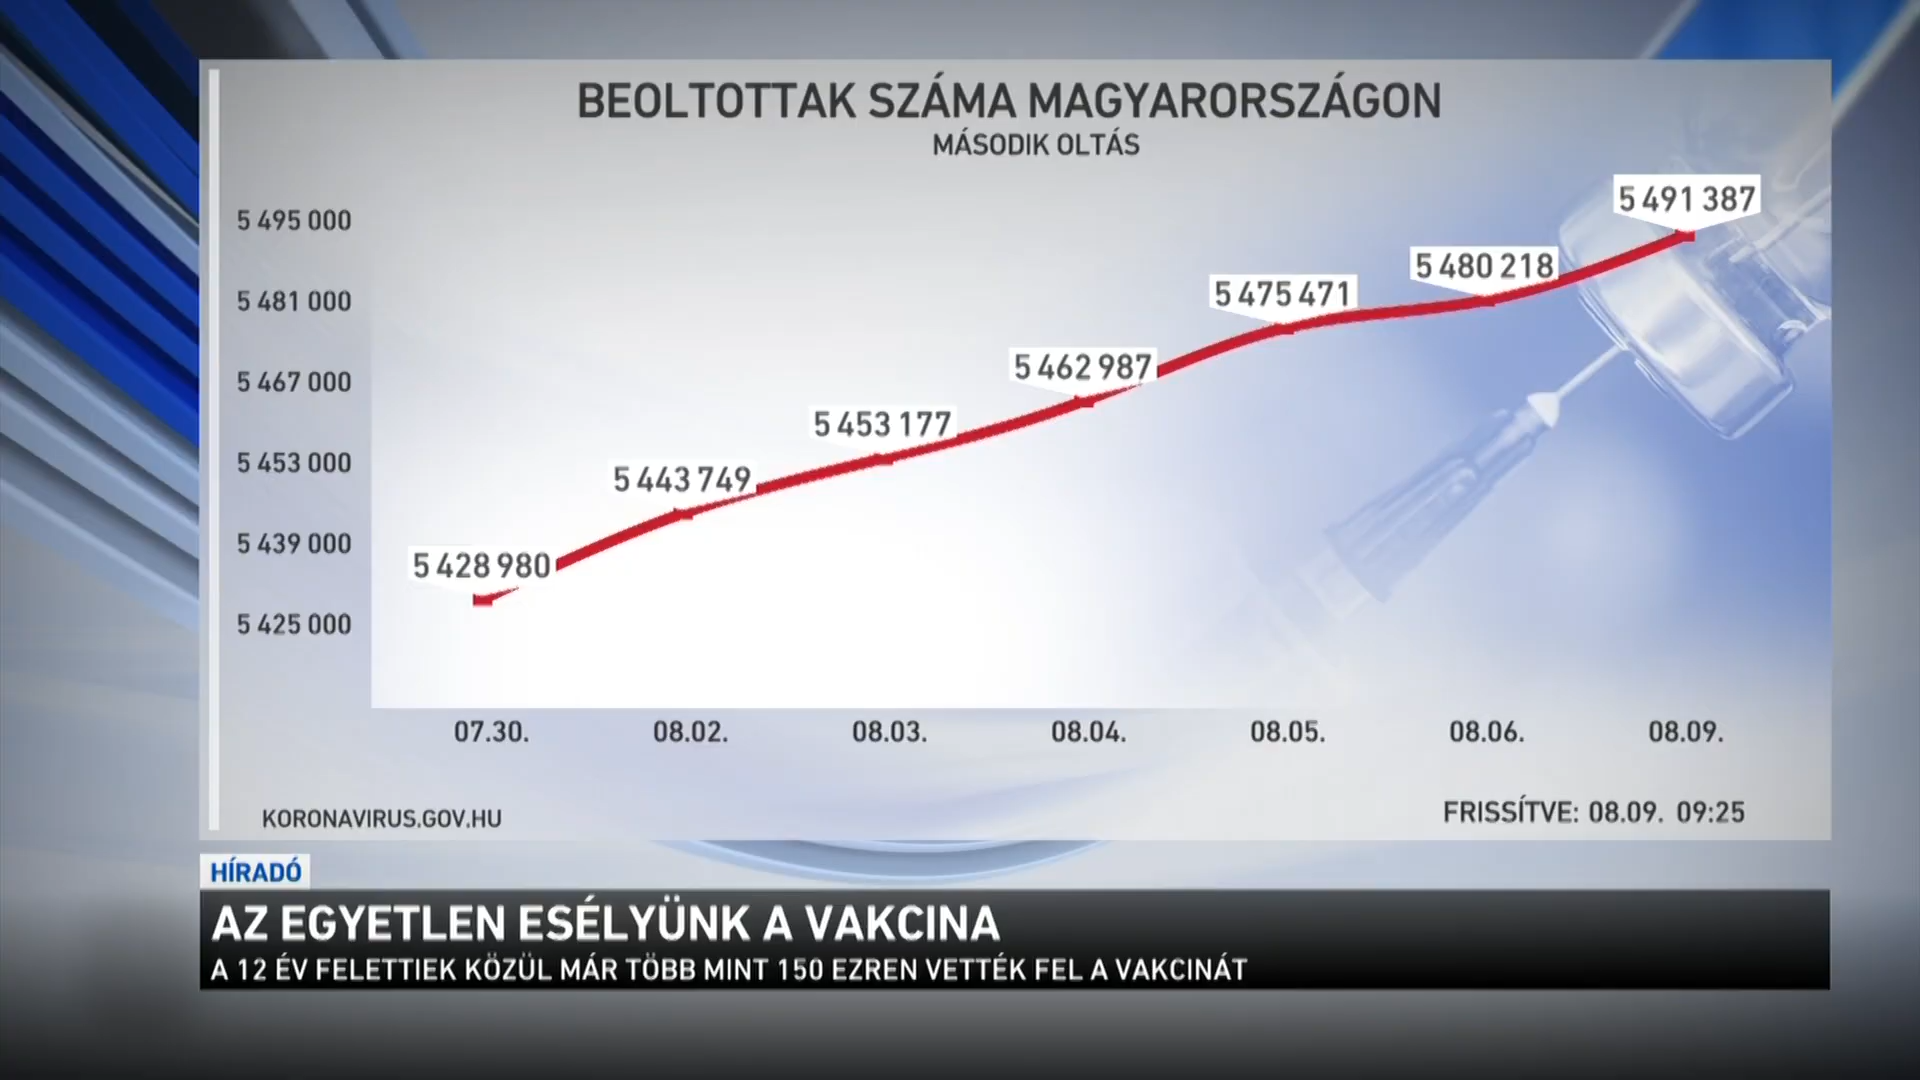 BEOLTOTTAK SZÁMA MAGYARORSZÁGON
MÁSODIK OLTÁS
5 495 000
5 481 000
5 467 000
5 453 000
5 439 000
5 425 000
5 428 980
5 443 749
5 453 177
5 462 987
5 475 471
5 480 218
5 491 387
07.30. 08.02. 08.03. 08.04. 08.05. 08.06. 08.09.
KORONAVIRUS.GOV.HU
FRISSÍTVE: 08.09. 09:25
HÍRADÓ
AZ EGYETLEN ESÉLYÜNK A VAKCINA
A 12 ÉV FELETTIEK KÖZÜL MÁR TÖBB MINT 150 EZREN VETTÉK FEL A VAKCINÁT